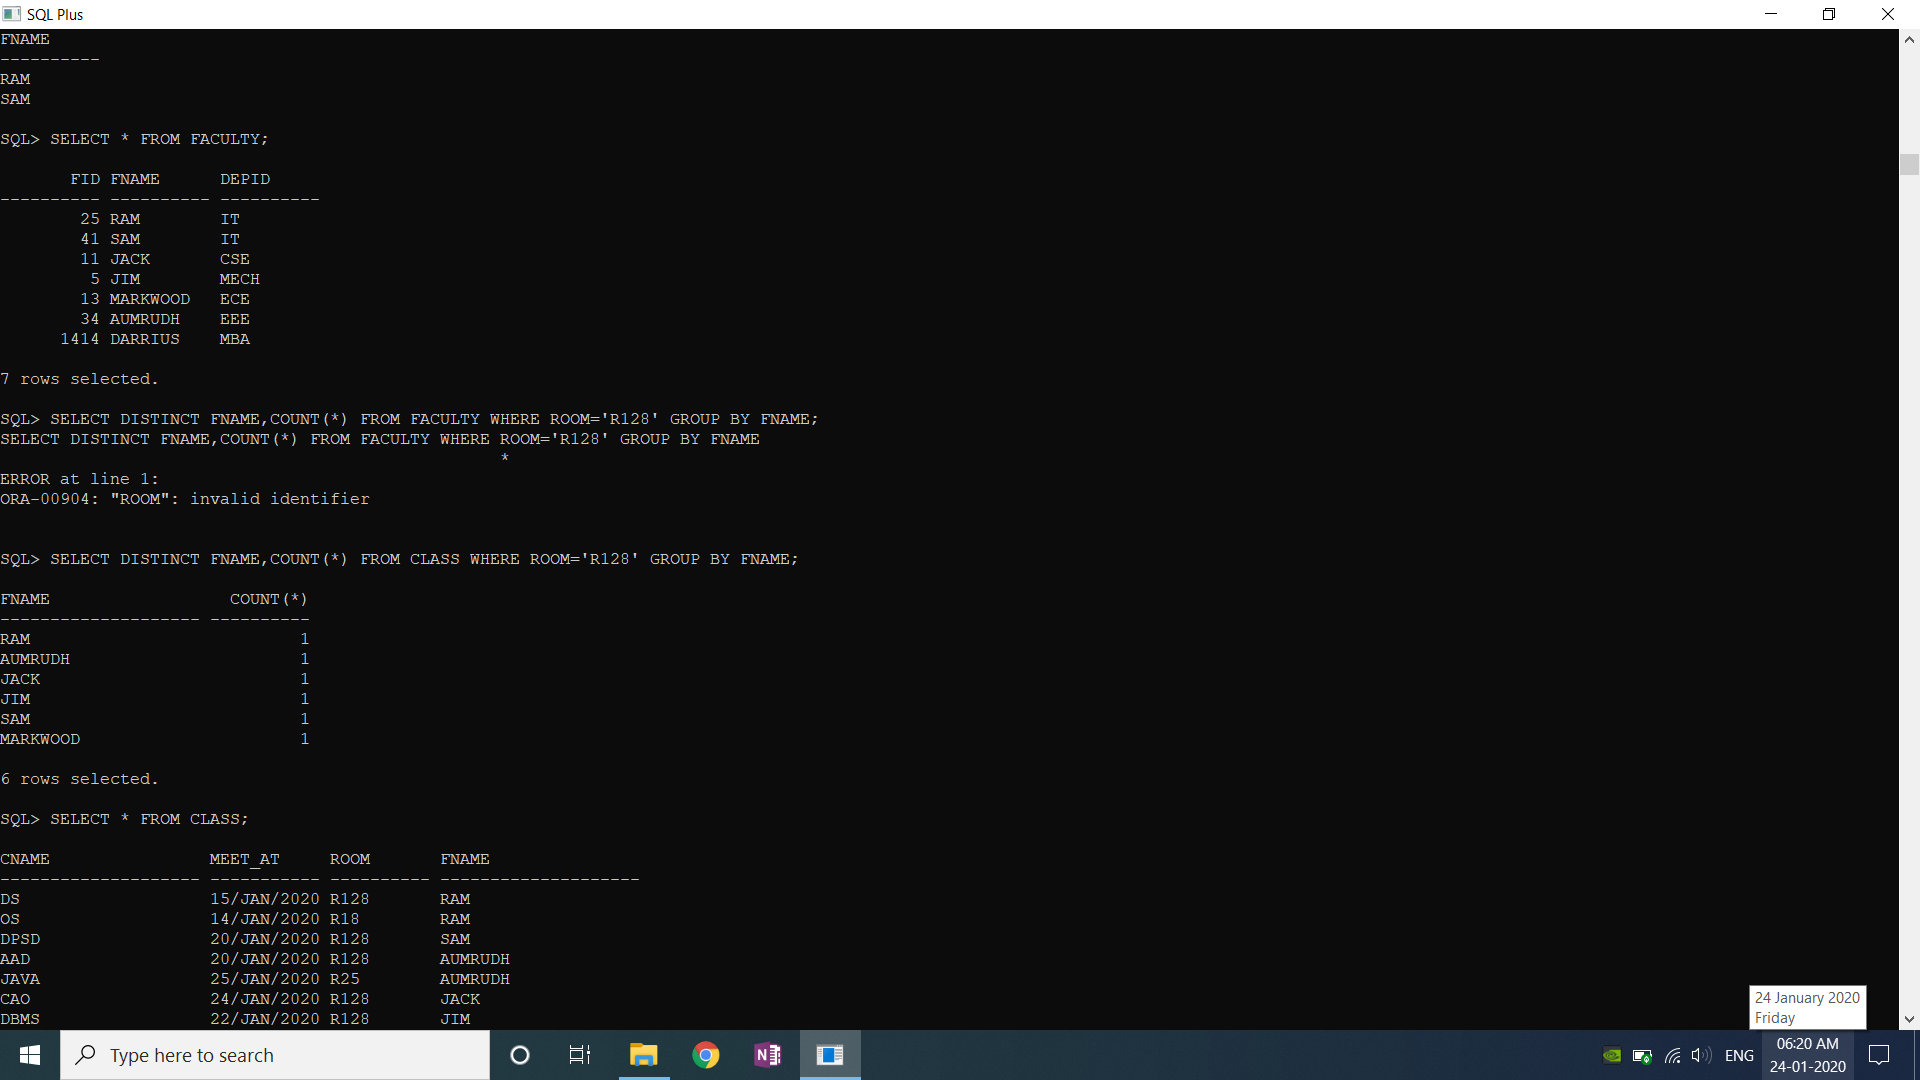 SQL Plus
FNAME
----------
RAM
SAM
SQL> SELECT * FROM FACULTY;
       FID FNAME      DEPID
---------- ---------- ----------
        25 RAM        IT
        41 SAM        IT
        11 JACK       CSE
         5 JIM        MECH
        13 MARKWOOD   ECE
        34 AUMRUDH    EEE
      1414 DARRIUS    MBA
7 rows selected.
SQL> SELECT DISTINCT FNAME,COUNT(*) FROM FACULTY WHERE ROOM='R128' GROUP BY FNAME;
SELECT DISTINCT FNAME,COUNT(*) FROM FACULTY WHERE ROOM='R128' GROUP BY FNAME
                                                  *
ERROR at line 1:
ORA-00904: "ROOM": invalid identifier
SQL> SELECT DISTINCT FNAME,COUNT(*) FROM CLASS WHERE ROOM='R128' GROUP BY FNAME;
FNAME                  COUNT(*)
-------------------- ----------
RAM                           1
AUMRUDH                       1
JACK                          1
JIM                           1
SAM                           1
MARKWOOD                      1
6 rows selected.
SQL> SELECT * FROM CLASS;
CNAME                MEET_AT     ROOM       FNAME
-------------------- ----------- ---------- --------------------
DS                   15/JAN/2020 R128       RAM
OS                   14/JAN/2020 R18        RAM
DPSD                 20/JAN/2020 R128       SAM
AAD                  20/JAN/2020 R128       AUMRUDH
JAVA                 25/JAN/2020 R25        AUMRUDH
CAO                  24/JAN/2020 R128       JACK
DBMS                 22/JAN/2020 R128       JIM
24 January 2020
Friday
Type here to search
N
ENG
06:20 AM
24-01-2020